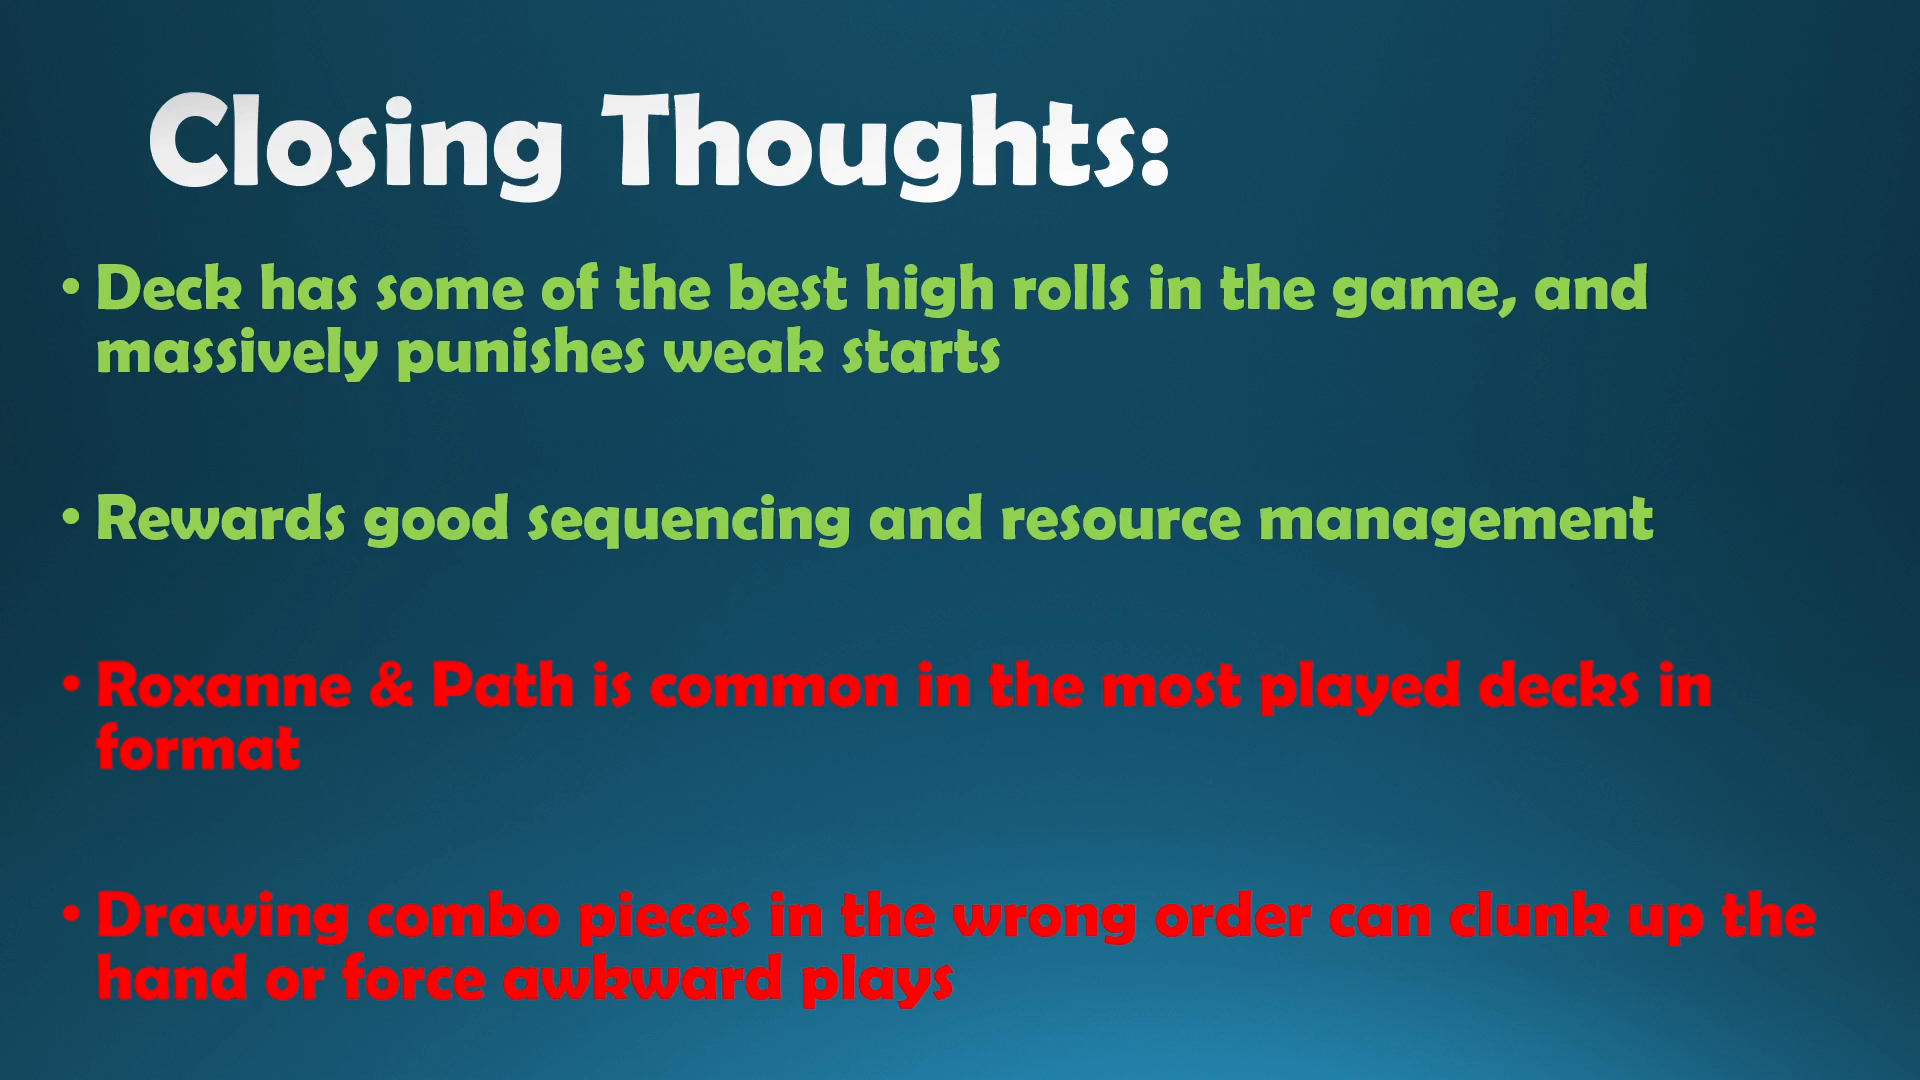 Closing Thoughts:
• Deck has some of the best high rolls in the game, and
massively punishes weak starts
• Rewards good sequencing and resource management
• Roxanne & Path is common in the most played decks in
format
• Drawing combo pieces in the wrong order can clunk up the
hand or force awkward plays